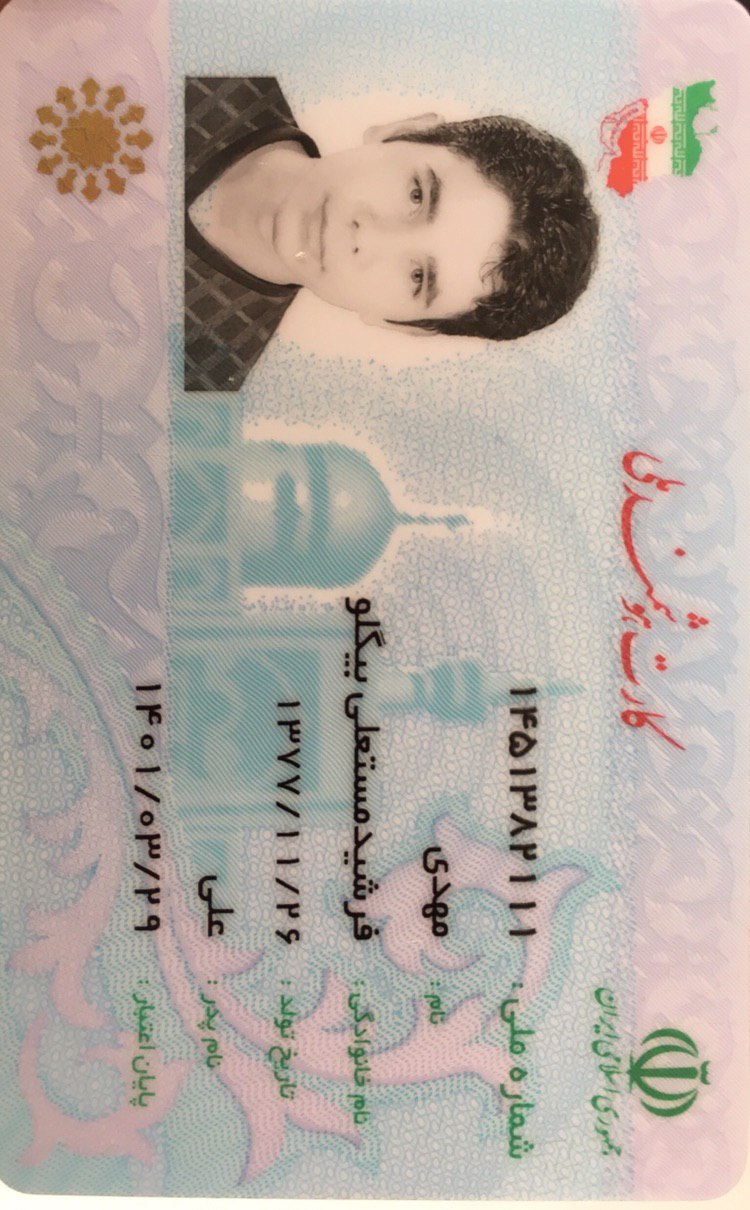 جمهوری اسلامی ایران
کارت هوشمند ملی
شماره ملی: ۱۴۵۱۳۸۲۱۱۱
نام: مهدی
نام خانوادگی: فرشیدمستعلی بیگلو
تاریخ تولد: ۱۳۷۷/۱۱/۲۶
نام پدر: علی
پایان اعتبار: ۱۴۰۱/۰۳/۲۹